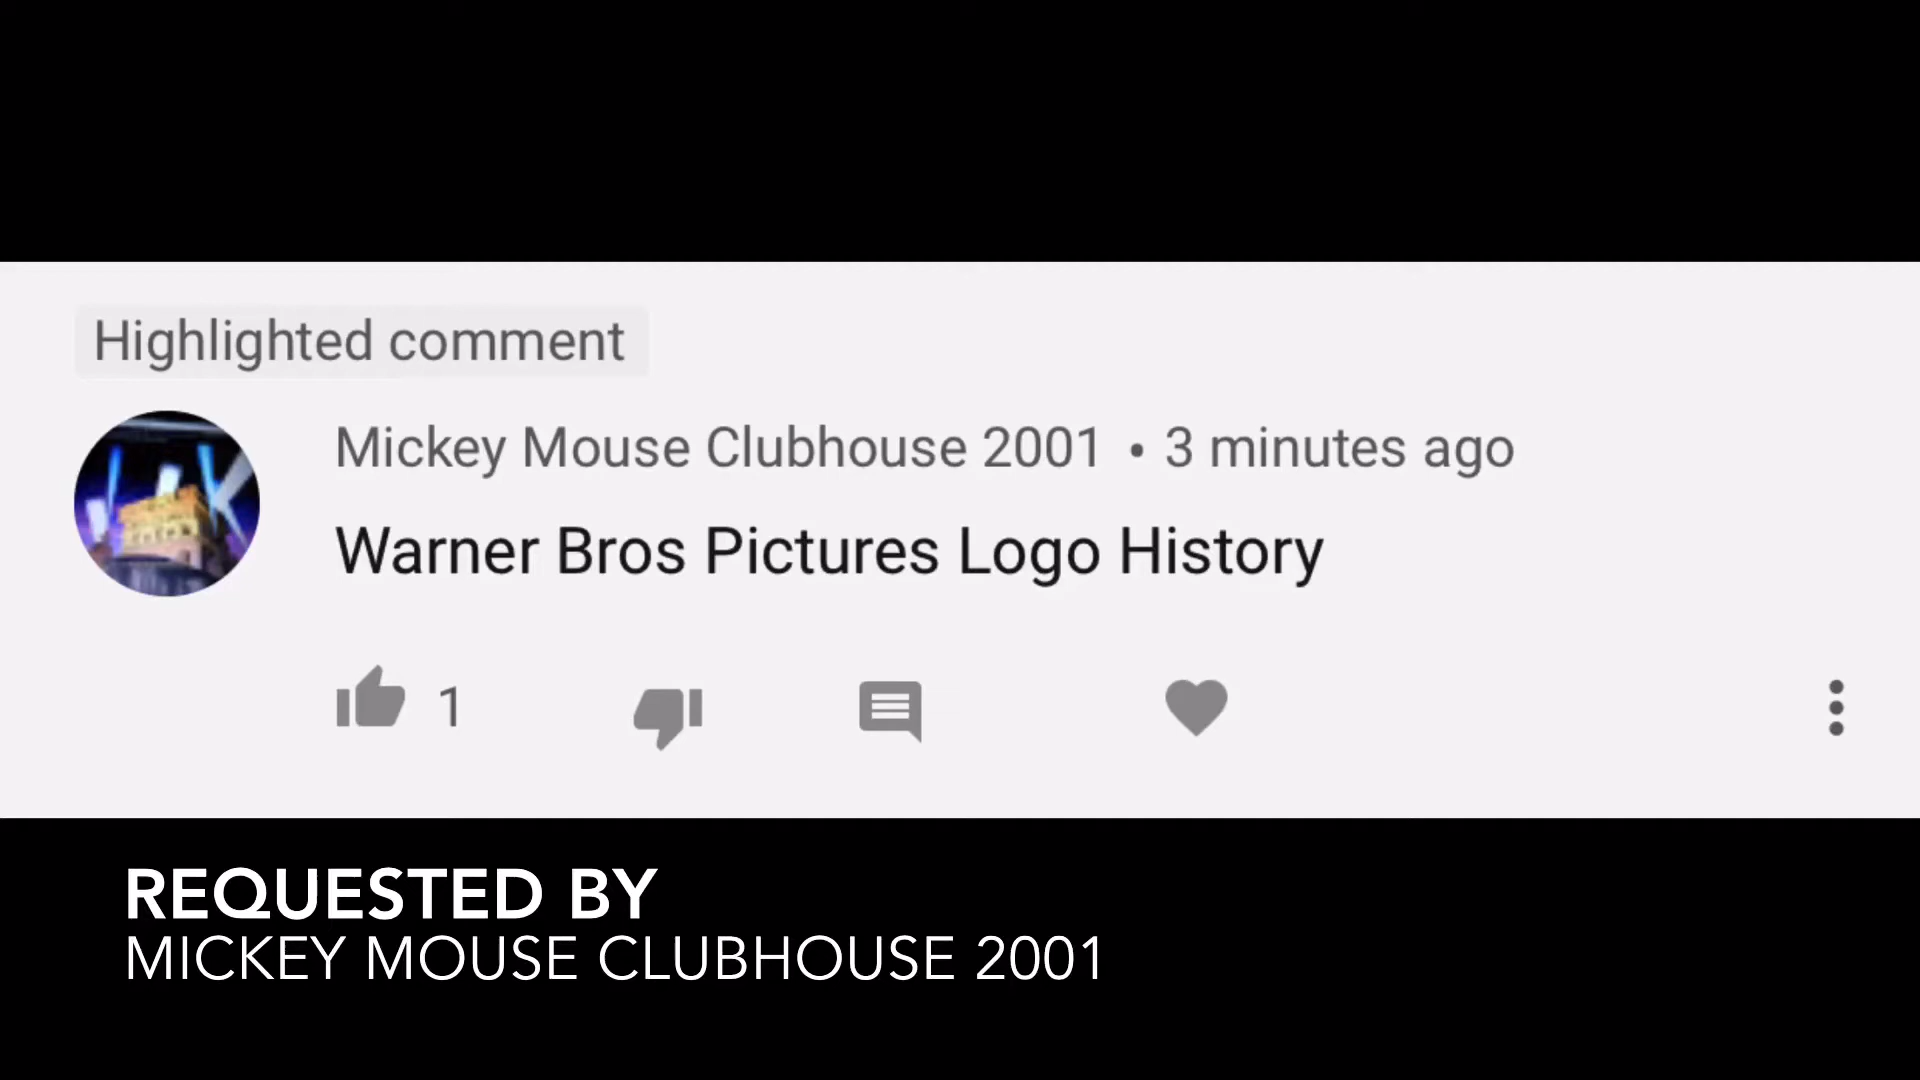 Highlighted comment
Mickey Mouse Clubhouse 2001 • 3 minutes ago
Warner Bros Pictures Logo History
1
REQUESTED BY
MICKEY MOUSE CLUBHOUSE 2001